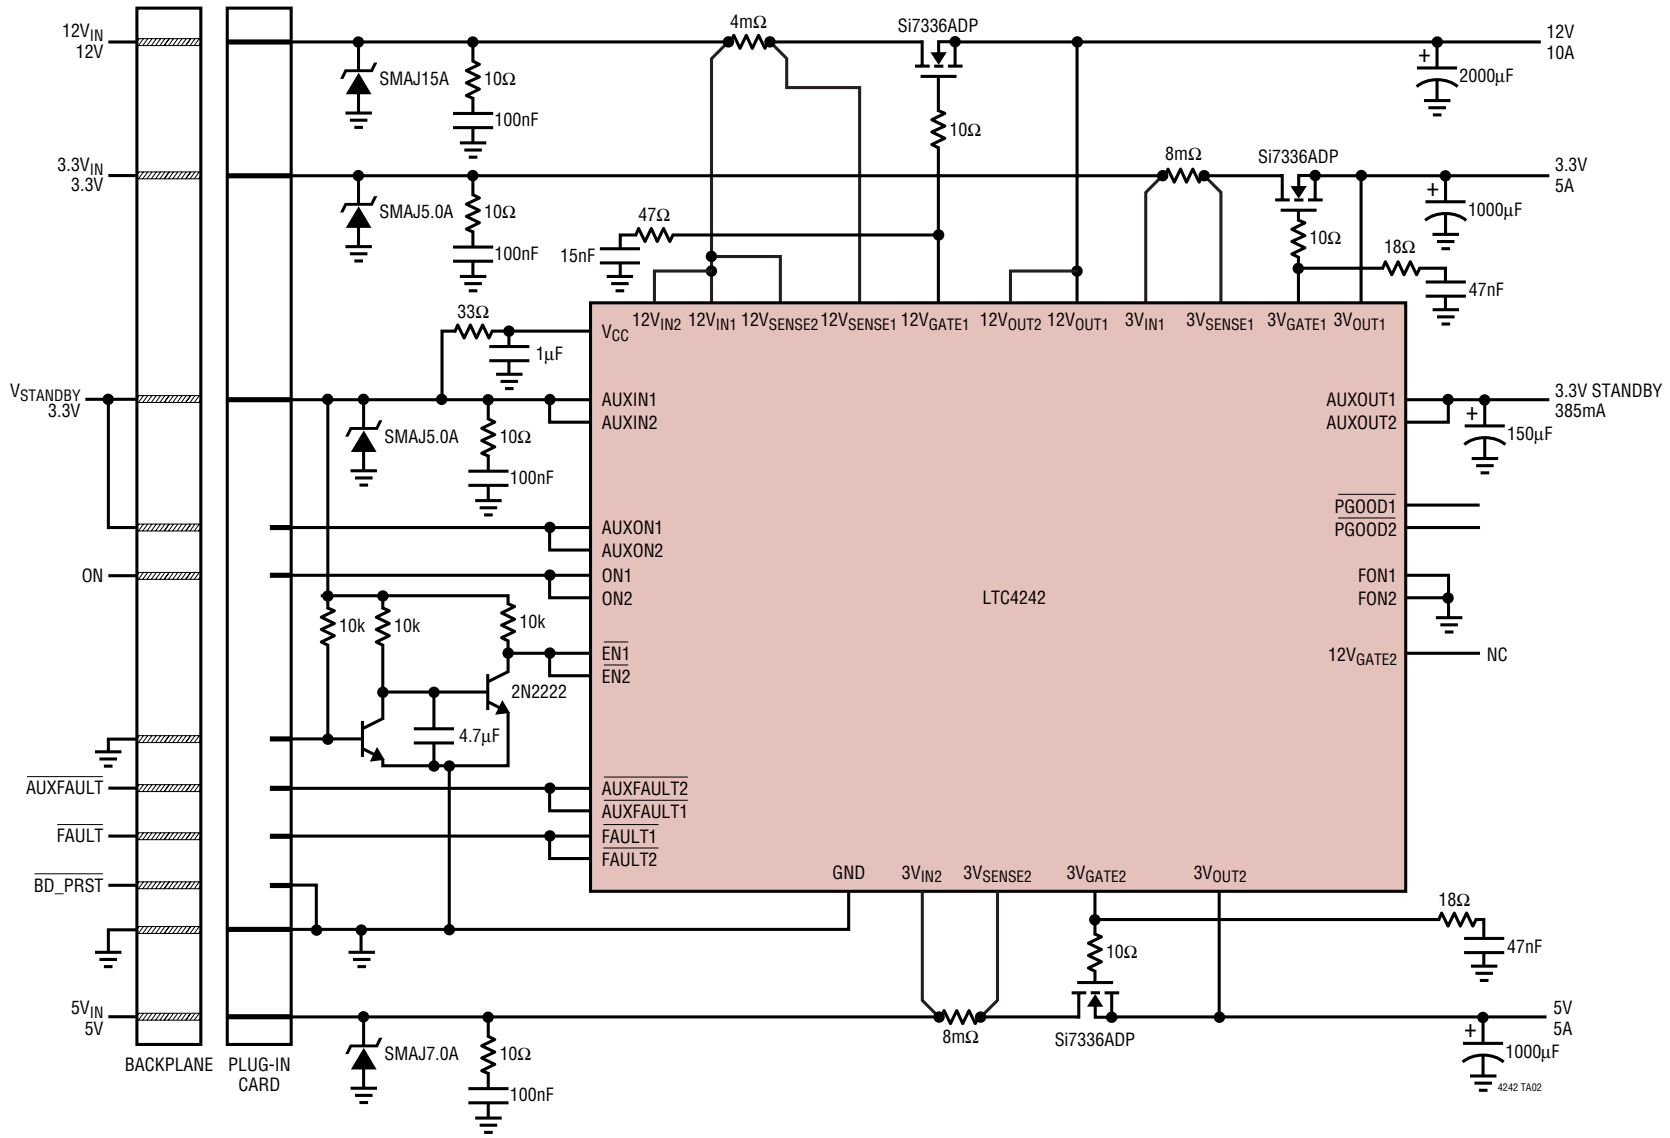 12VIN
12V
3.3VIN
3.3V
VSTANDBY
3.3V
ON
AUXFAULT
FAULT
BD_PRST
5VIN
5V
BACKPLANE
PLUG-IN
CARD
SMAJ15A
10Ω
100nF
SMAJ5.0A
10Ω
100nF
33Ω
1µF
SMAJ5.0A
10Ω
100nF
10k
10k
10k
2N2222
4.7µF
SMAJ7.0A
10Ω
100nF
4mΩ
Si7336ADP
10Ω
47Ω
15nF
8mΩ
Si7336ADP
10Ω
18Ω
47nF
12V
10A
+
2000µF
3.3V
5A
+
1000µF
VCC
12VIN2
12VIN1
12VSENSE2
12VSENSE1
12VGATE1
12VOUT2
12VOUT1
3VIN1
3VSENSE1
3VGATE1
3VOUT1
AUXIN1
AUXIN2
AUXON1
AUXON2
ON1
ON2
EN1
EN2
AUXFAULT2
AUXFAULT1
FAULT1
FAULT2
LTC4242
GND
3VIN2
3VSENSE2
3VGATE2
3VOUT2
AUXOUT1
AUXOUT2
PGOOD1
PGOOD2
FON1
FON2
12VGATE2
NC
3.3V STANDBY
385mA
+
150µF
18Ω
47nF
10Ω
8mΩ
Si7336ADP
5V
5A
+
1000µF
4242 TA02